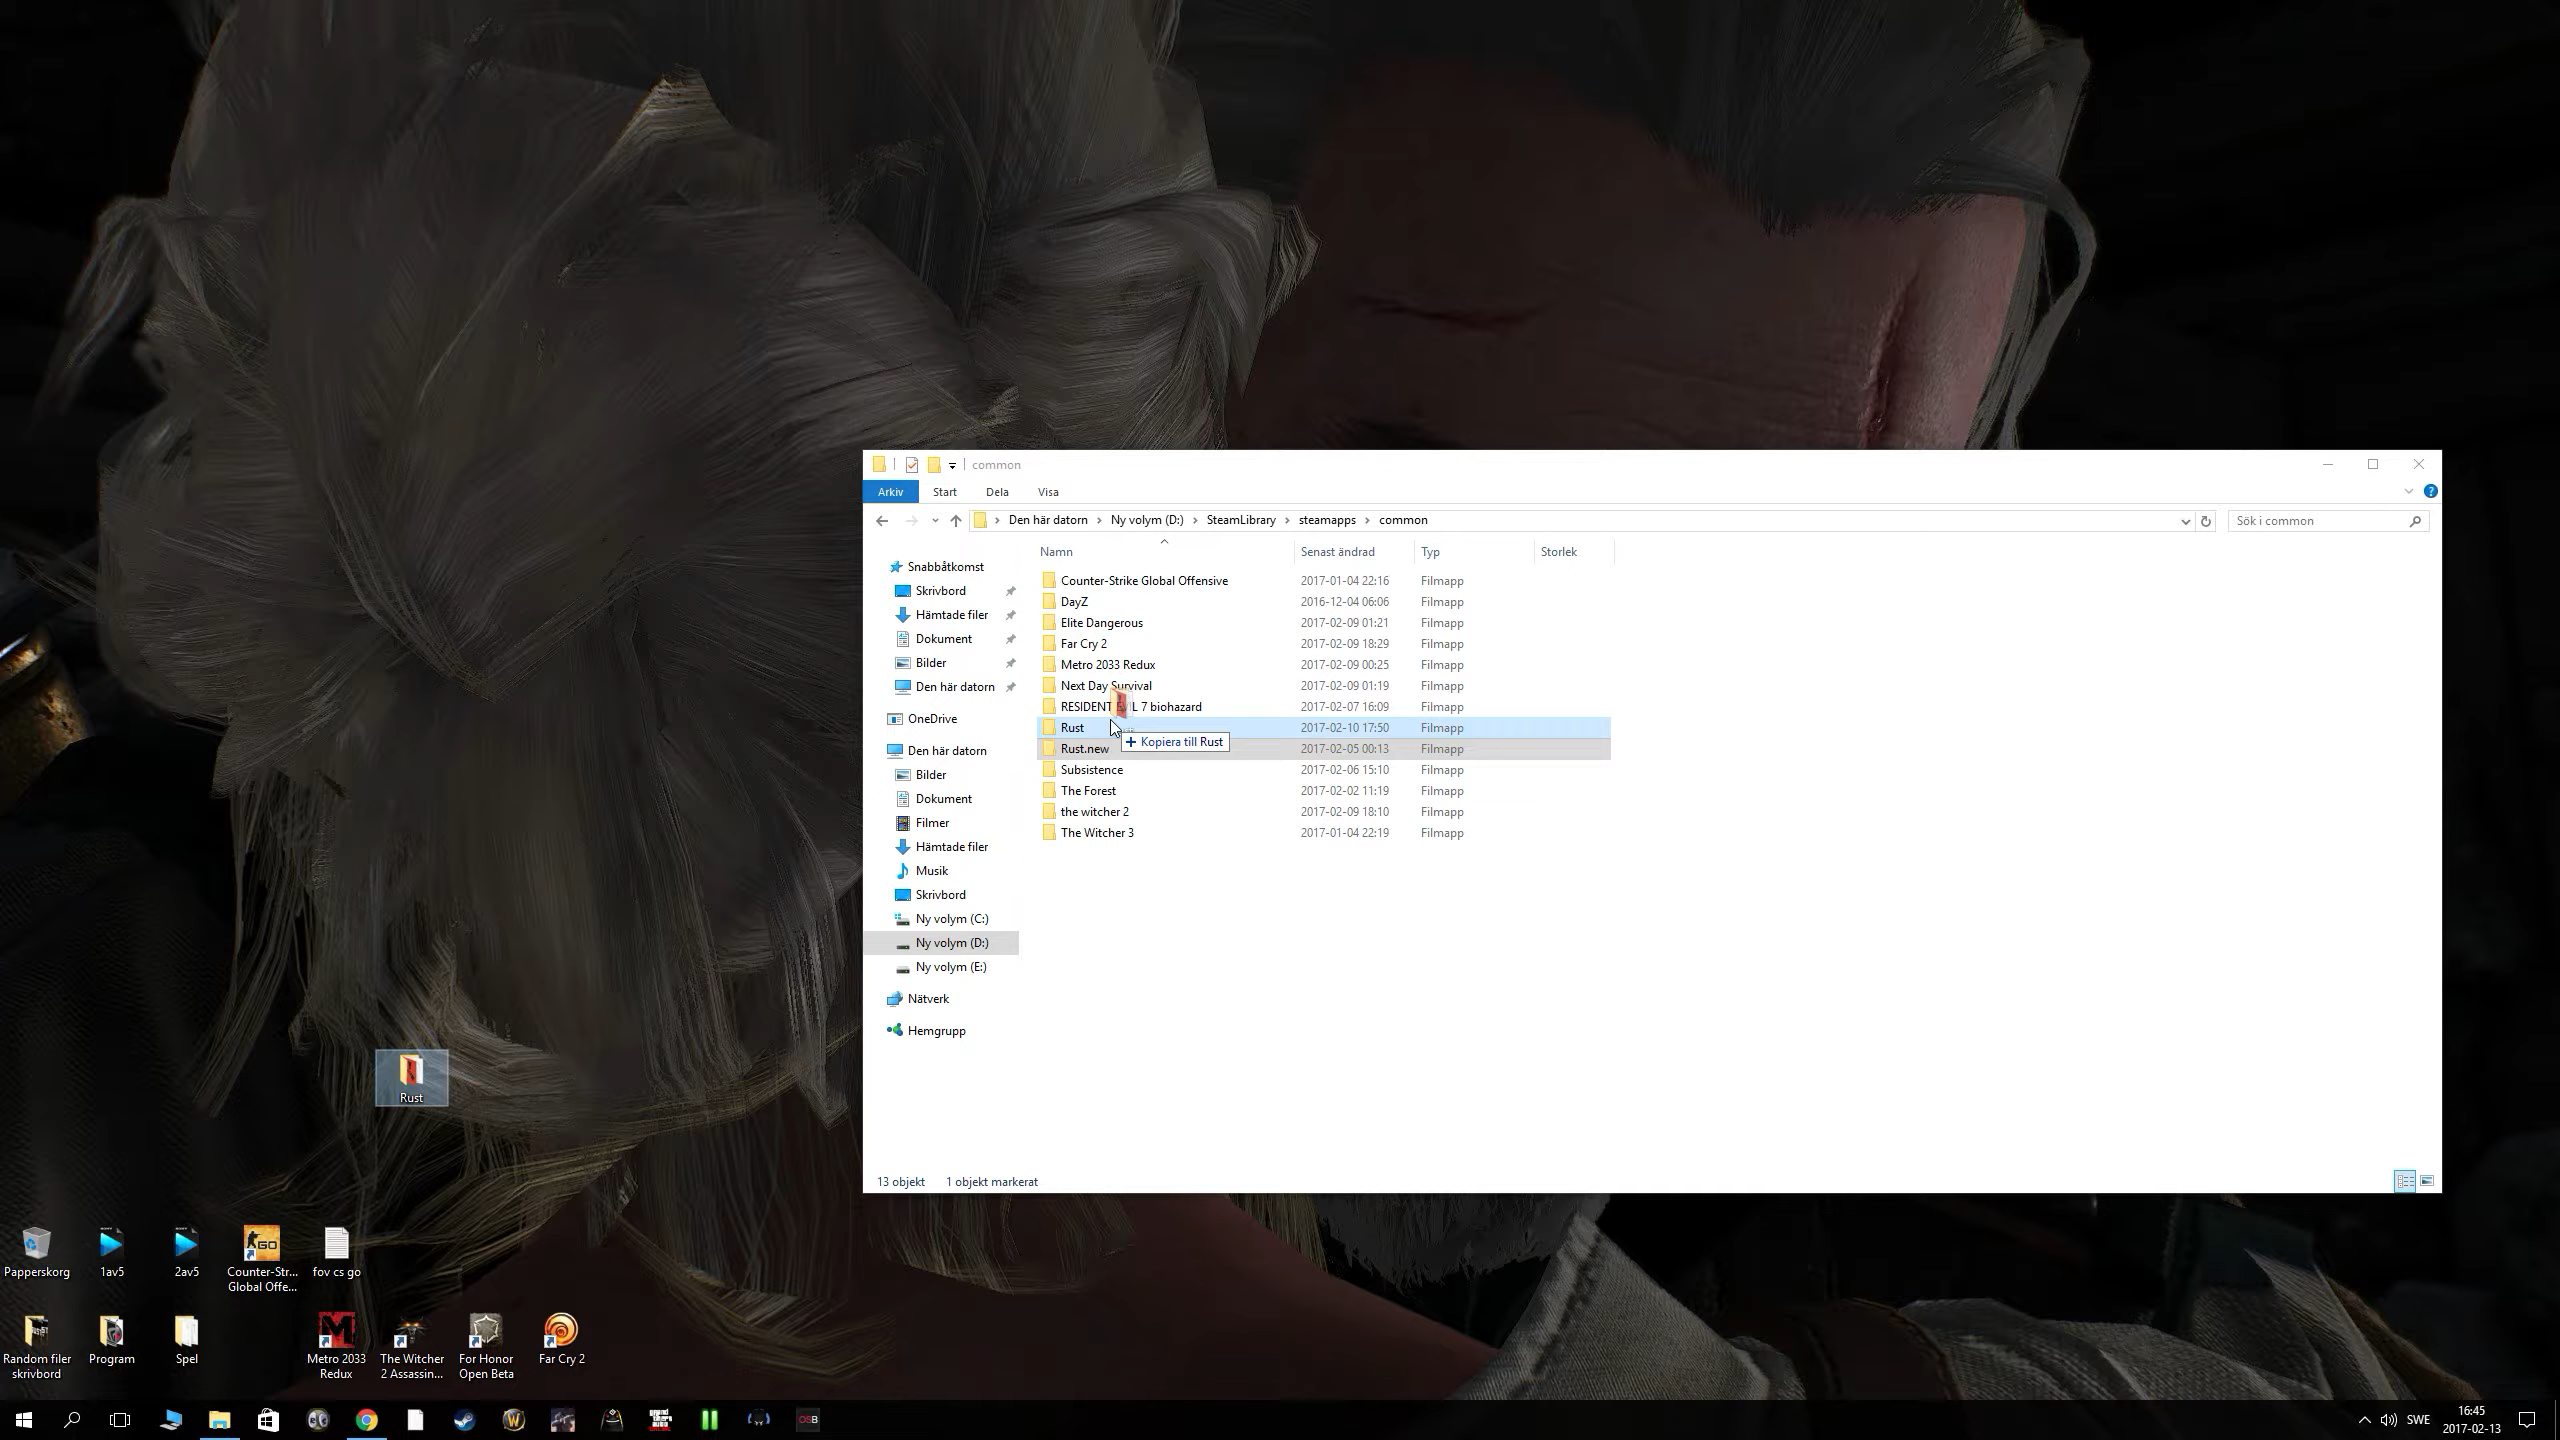 common
Arkiv Start Dela Visa
Den här datorn Ny volym (D:) SteamLibrary steamapps common
Sök i common
Namn Senast ändrad Typ Storlek
Snabbåtkomst
Skrivbord
Hämtade filer
Dokument
Bilder
Den här datorn
OneDrive
Den här datorn
Bilder
Dokument
Filmer
Hämtade filer
Musik
Skrivbord
Ny volym (C:)
Ny volym (D:)
Ny volym (E:)
Nätverk
Hemgrupp
Counter-Strike Global Offensive 2017-01-04 22:16 Filmapp
DayZ 2016-12-04 06:06 Filmapp
Elite Dangerous 2017-02-09 01:21 Filmapp
Far Cry 2 2017-02-09 18:29 Filmapp
Metro 2033 Redux 2017-02-09 00:25 Filmapp
Next Day Survival 2017-02-09 01:19 Filmapp
RESIDENT EVIL 7 biohazard 2017-02-07 16:09 Filmapp
Rust 2017-02-10 17:50 Filmapp
Kopiera till Rust
Rust.new 2017-02-05 00:13 Filmapp
Subsistence 2017-02-06 15:10 Filmapp
The Forest 2017-02-02 11:19 Filmapp
the witcher 2 2017-02-09 18:10 Filmapp
The Witcher 3 2017-01-04 22:19 Filmapp
13 objekt 1 objekt markerat
Rust
Papperskorg
1av5
2av5
GO
Counter-Str...
Global Offe...
fov cs go
Random filer
skrivbord
Program
Spel
Metro 2033
Redux
The Witcher
2 Assassin...
For Honor
Open Beta
Far Cry 2
OSB
SWE
16:45
2017-02-13